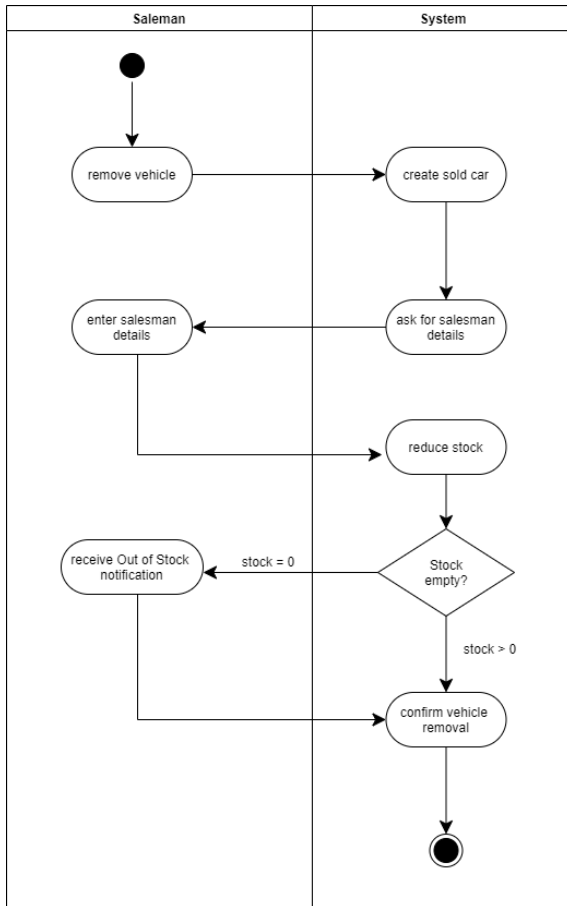 Saleman
System
remove vehicle
create sold car
enter salesman
details
ask for salesman
details
reduce stock
receive Out of Stock
notification
stock = 0
Stock
empty?
stock > 0
confirm vehicle
removal